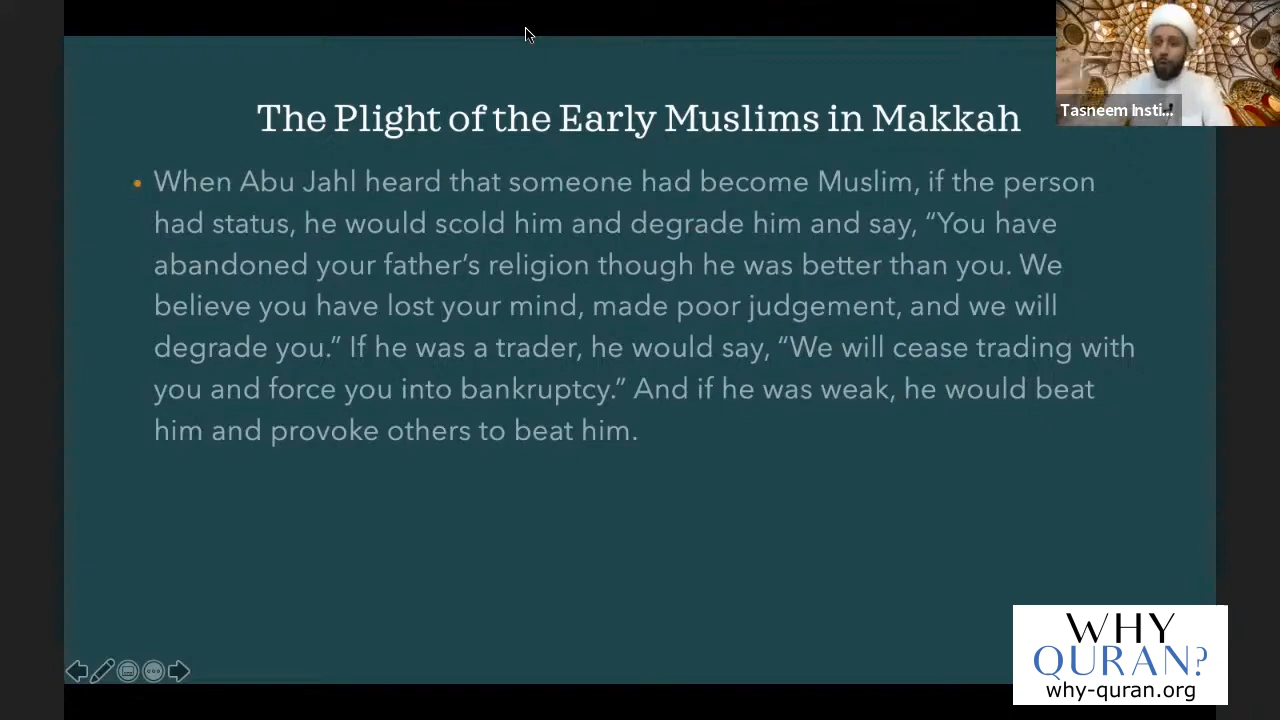 Tasneem Insti...
The Plight of the Early Muslims in Makkah
• When Abu Jahl heard that someone had become Muslim, if the person
had status, he would scold him and degrade him and say, “You have
abandoned your father’s religion though he was better than you. We
believe you have lost your mind, made poor judgement, and we will
degrade you.” If he was a trader, he would say, “We will cease trading with
you and force you into bankruptcy.” And if he was weak, he would beat
him and provoke others to beat him.
WHY
QURAN?
why-quran.org